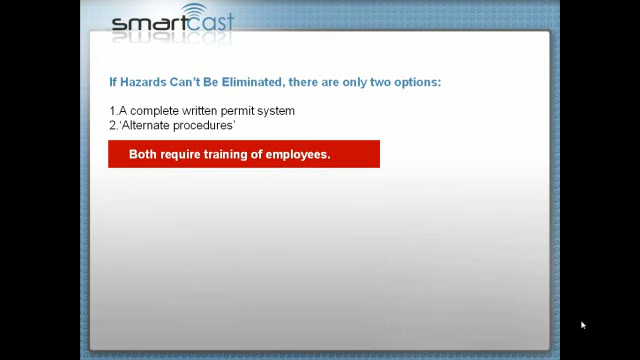 smartcast
If Hazards Can't Be Eliminated, there are only two options:
1.A complete written permit system
2.‘Alternate procedures’
Both require training of employees.